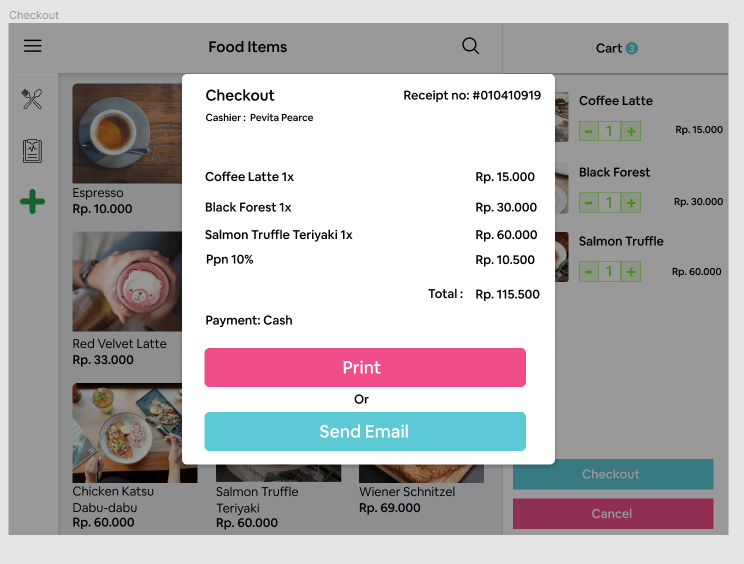 Checkout
Food Items
Cart 3
Checkout
Receipt no: #010410919
Cashier : Pevita Pearce
Coffee Latte 1x Rp. 15.000
Black Forest 1x Rp. 30.000
Salmon Truffle Teriyaki 1x Rp. 60.000
Ppn 10% Rp. 10.500
Total : Rp. 115.500
Payment: Cash
Print
Or
Send Email
Espresso
Rp. 10.000
Red Velvet Latte
Rp. 33.000
Chicken Katsu
Dabu-dabu
Rp. 60.000
Salmon Truffle
Teriyaki
Rp. 60.000
Wiener Schnitzel
Rp. 69.000
Coffee Latte
- 1 + Rp. 15.000
Black Forest
- 1 + Rp. 30.000
Salmon Truffle
- 1 + Rp. 60.000
Checkout
Cancel